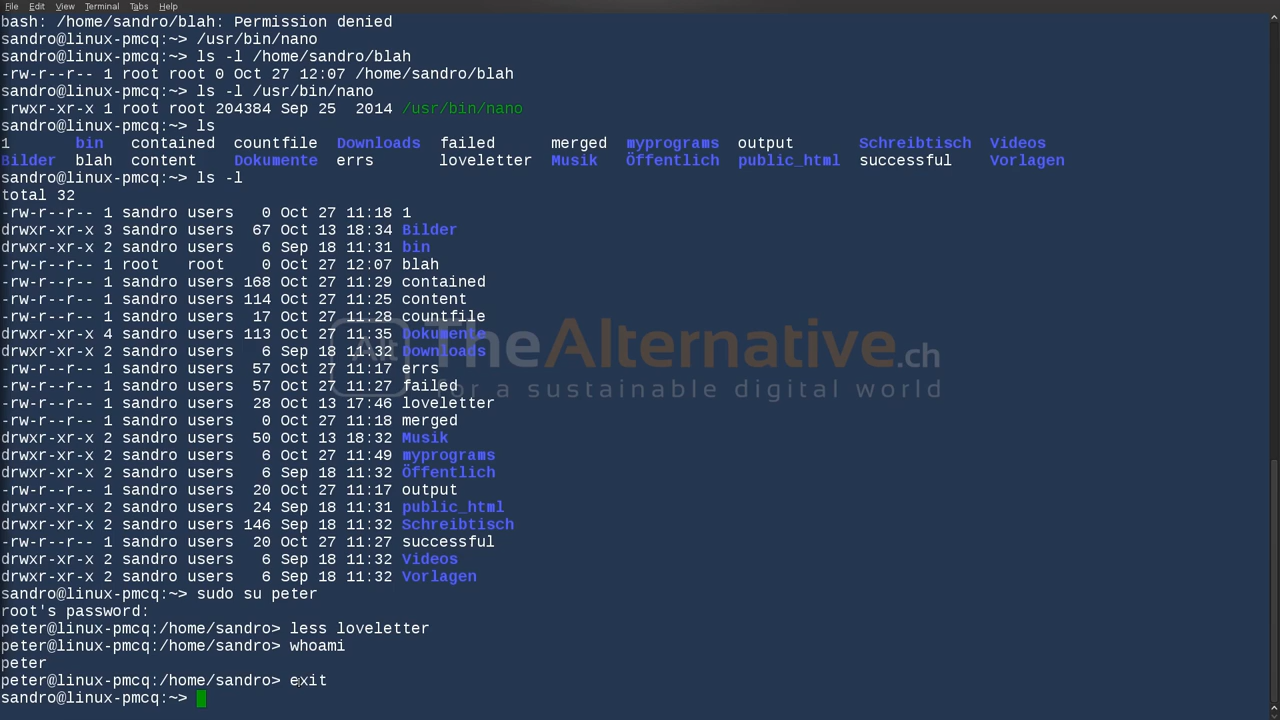 File Edit View Terminal Tabs Help
bash: /home/sandro/blah: Permission denied
sandro@linux-pmcq:~> /usr/bin/nano
sandro@linux-pmcq:~> ls -l /home/sandro/blah
-rw-r--r-- 1 root root 0 Oct 27 12:07 /home/sandro/blah
sandro@linux-pmcq:~> ls -l /usr/bin/nano
-rwxr-xr-x 1 root root 204384 Sep 25  2014 /usr/bin/nano
sandro@linux-pmcq:~> ls
1       bin   contained  countfile  Downloads  failed      merged  myprograms  output       Schreibtisch  Videos
Bilder  blah  content    Dokumente  errs       loveletter  Musik   Öffentlich  public_html  successful    Vorlagen
sandro@linux-pmcq:~> ls -l
total 32
-rw-r--r-- 1 sandro users   0 Oct 27 11:18 1
drwxr-xr-x 3 sandro users  67 Oct 13 18:34 Bilder
drwxr-xr-x 2 sandro users   6 Sep 18 11:31 bin
-rw-r--r-- 1 root   root    0 Oct 27 12:07 blah
-rw-r--r-- 1 sandro users 168 Oct 27 11:29 contained
-rw-r--r-- 1 sandro users 114 Oct 27 11:25 content
-rw-r--r-- 1 sandro users  17 Oct 27 11:28 countfile
drwxr-xr-x 4 sandro users 113 Oct 27 11:35 Dokumente
drwxr-xr-x 2 sandro users   6 Sep 18 11:32 Downloads
-rw-r--r-- 1 sandro users  57 Oct 27 11:17 errs
-rw-r--r-- 1 sandro users  57 Oct 27 11:27 failed
-rw-r--r-- 1 sandro users  28 Oct 13 17:46 loveletter
-rw-r--r-- 1 sandro users   0 Oct 27 11:18 merged
drwxr-xr-x 2 sandro users  50 Oct 13 18:32 Musik
drwxr-xr-x 2 sandro users   6 Oct 27 11:49 myprograms
drwxr-xr-x 2 sandro users   6 Sep 18 11:32 Öffentlich
-rw-r--r-- 1 sandro users  20 Oct 27 11:17 output
drwxr-xr-x 2 sandro users  24 Sep 18 11:31 public_html
drwxr-xr-x 2 sandro users 146 Sep 18 11:32 Schreibtisch
-rw-r--r-- 1 sandro users  20 Oct 27 11:27 successful
drwxr-xr-x 2 sandro users   6 Sep 18 11:32 Videos
drwxr-xr-x 2 sandro users   6 Sep 18 11:32 Vorlagen
sandro@linux-pmcq:~> sudo su peter
root's password:
peter@linux-pmcq:/home/sandro> less loveletter
peter@linux-pmcq:/home/sandro> whoami
peter
peter@linux-pmcq:/home/sandro> exit
sandro@linux-pmcq:~>
Alt TheAlternative.ch
for a sustainable digital world